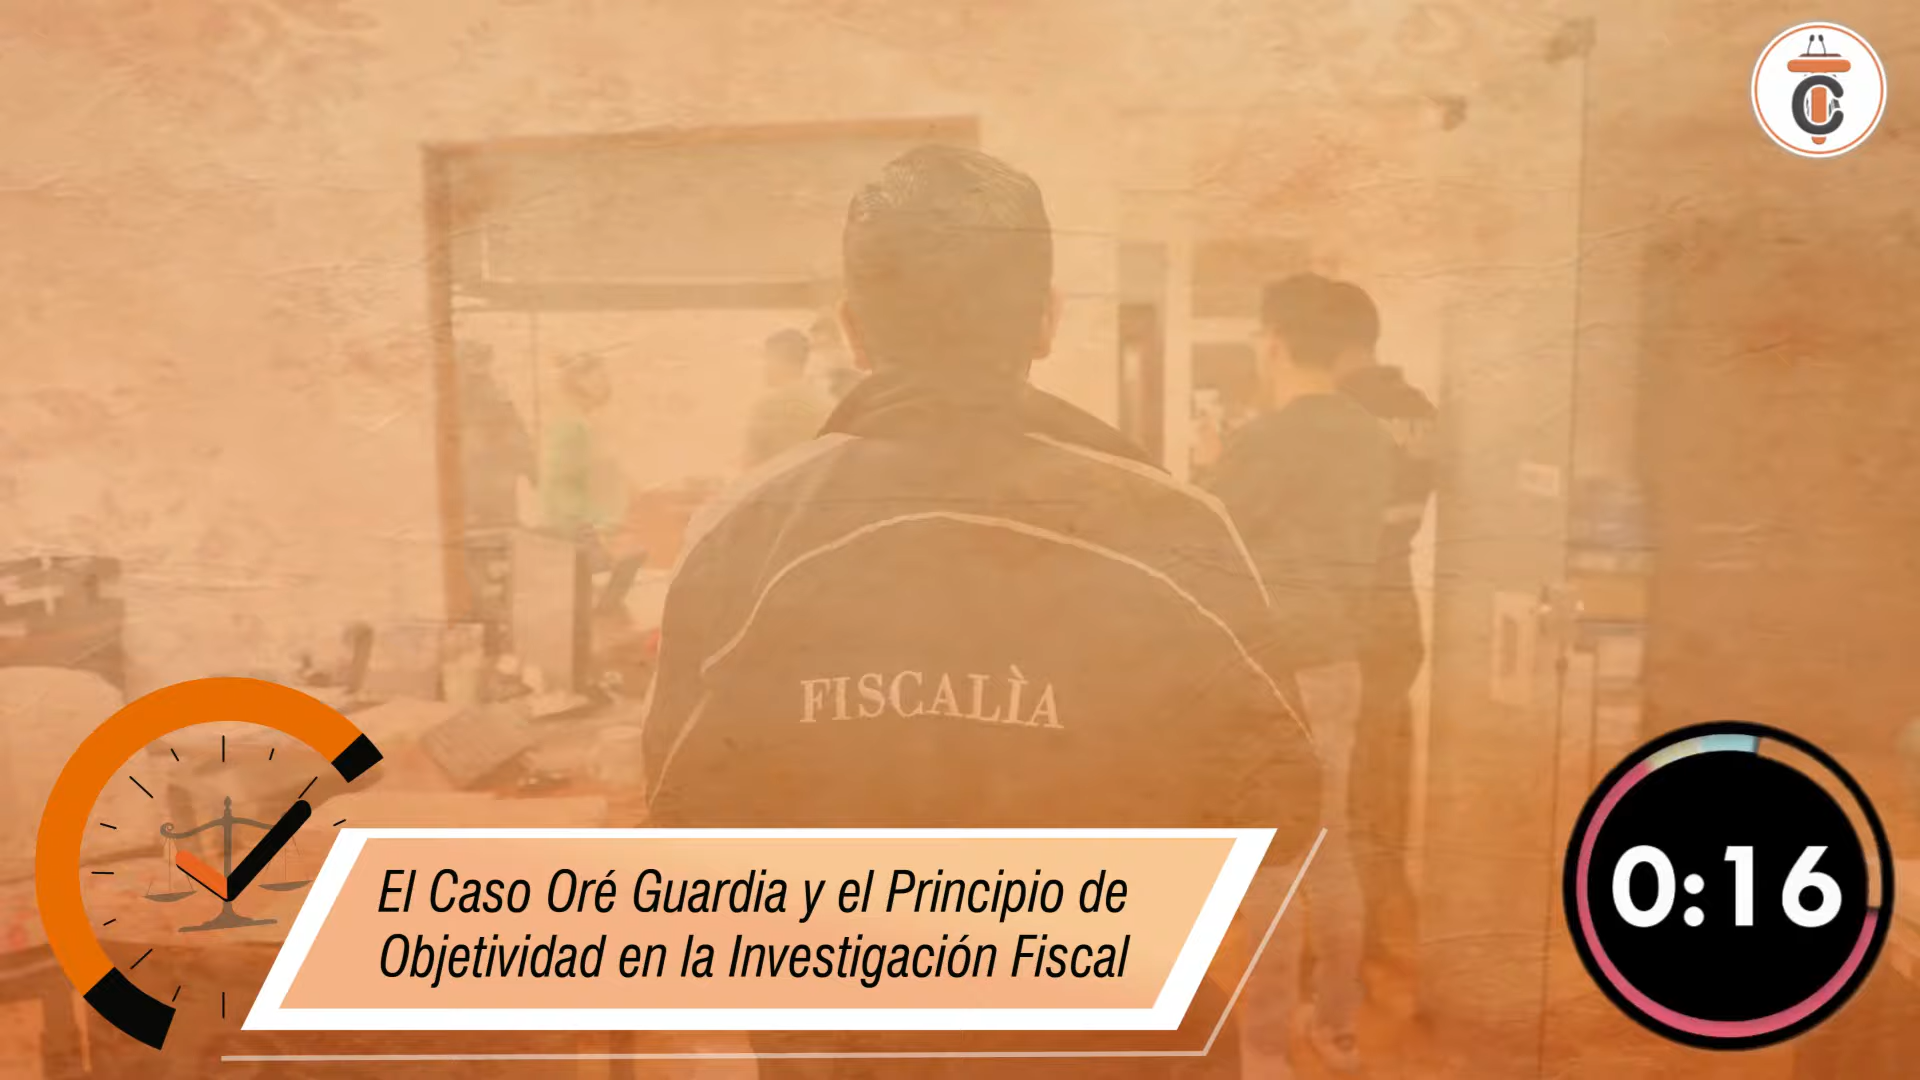 FISCALÌA
El Caso Oré Guardia y el Principio de
Objetividad en la Investigación Fiscal
0:16